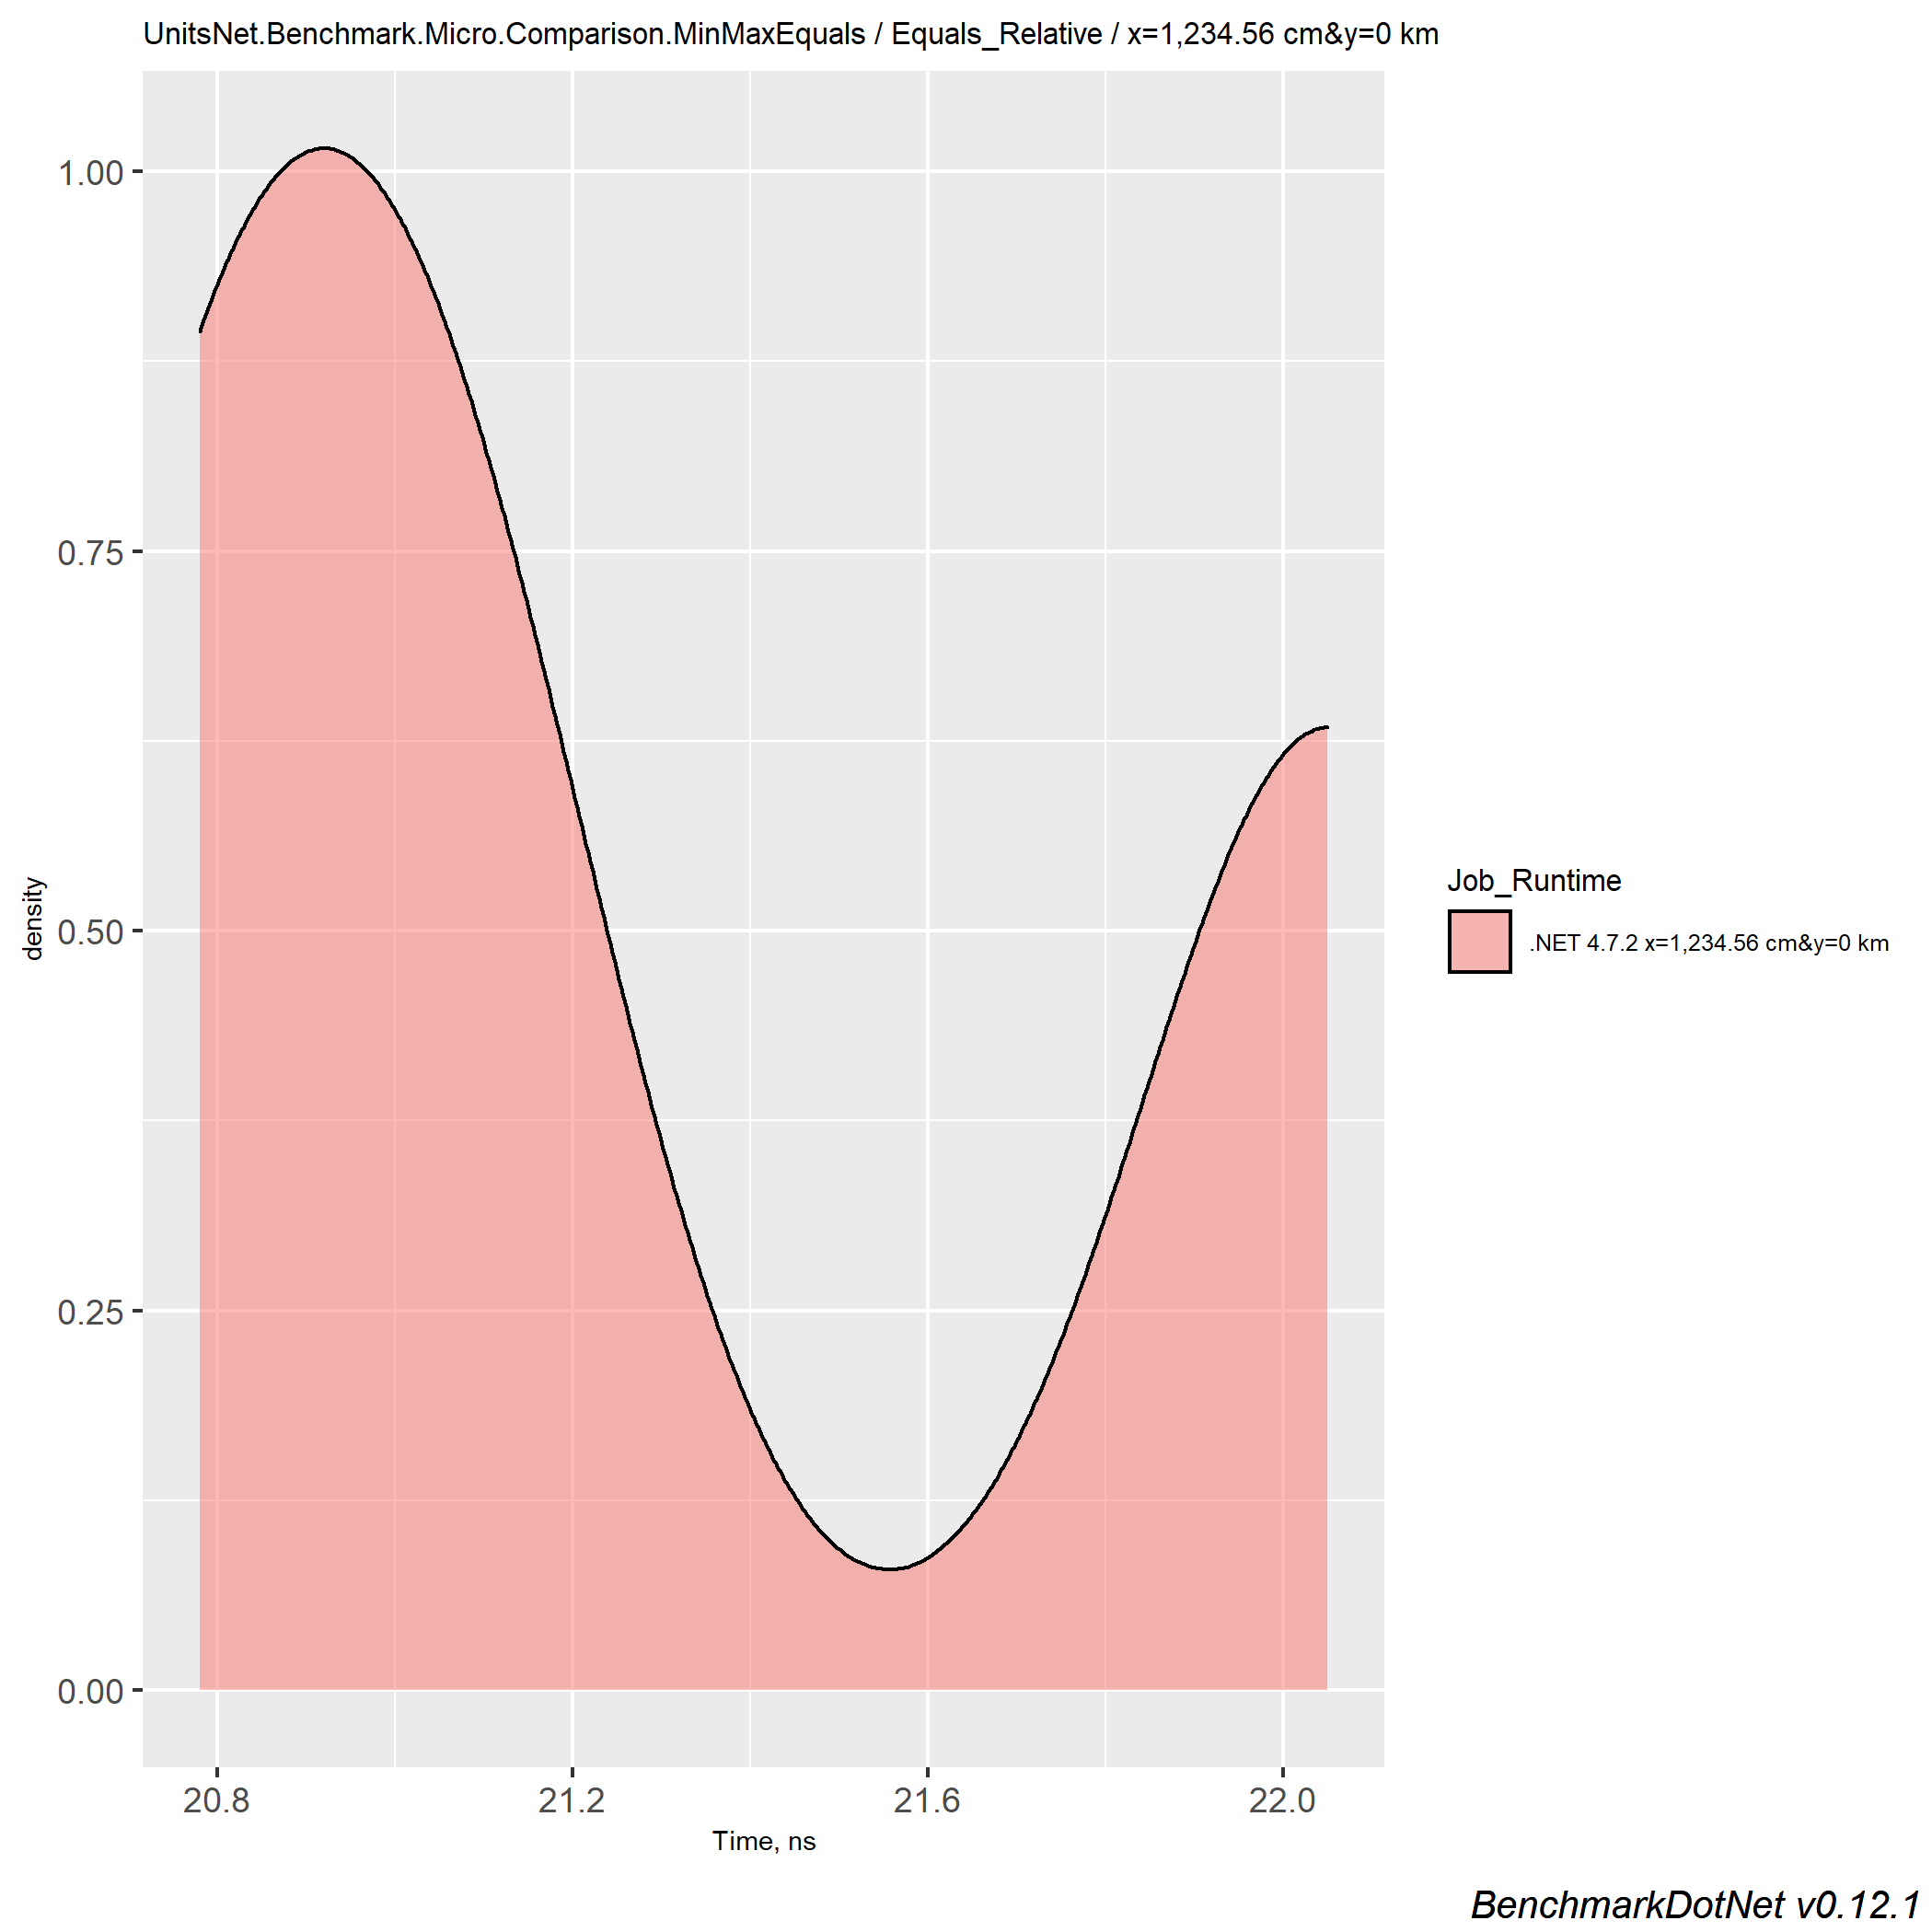 UnitsNet.Benchmark.Micro.Comparison.MinMaxEquals / Equals_Relative / x=1,234.56 cm&y=0 km
1.00
0.75
0.50
0.25
0.00
density
20.8 21.2 21.6 22.0
Time, ns
Job_Runtime
.NET 4.7.2 x=1,234.56 cm&y=0 km
BenchmarkDotNet v0.12.1